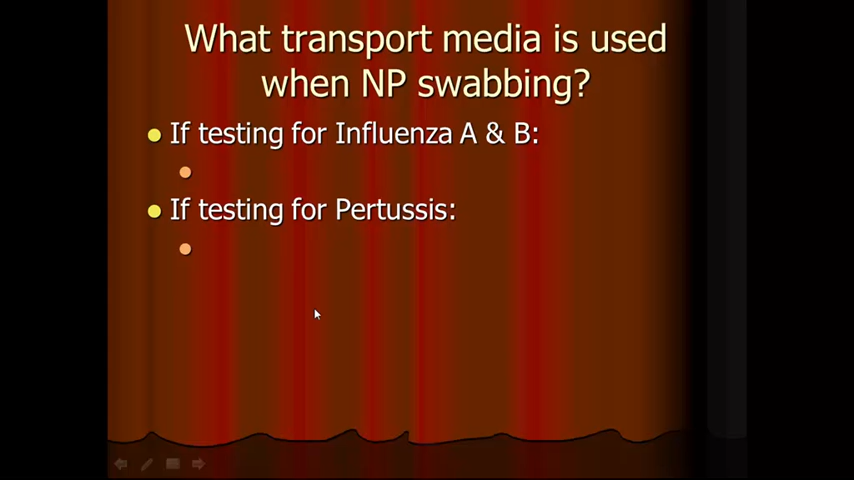 What transport media is used
when NP swabbing?
If testing for Influenza A & B:
If testing for Pertussis: